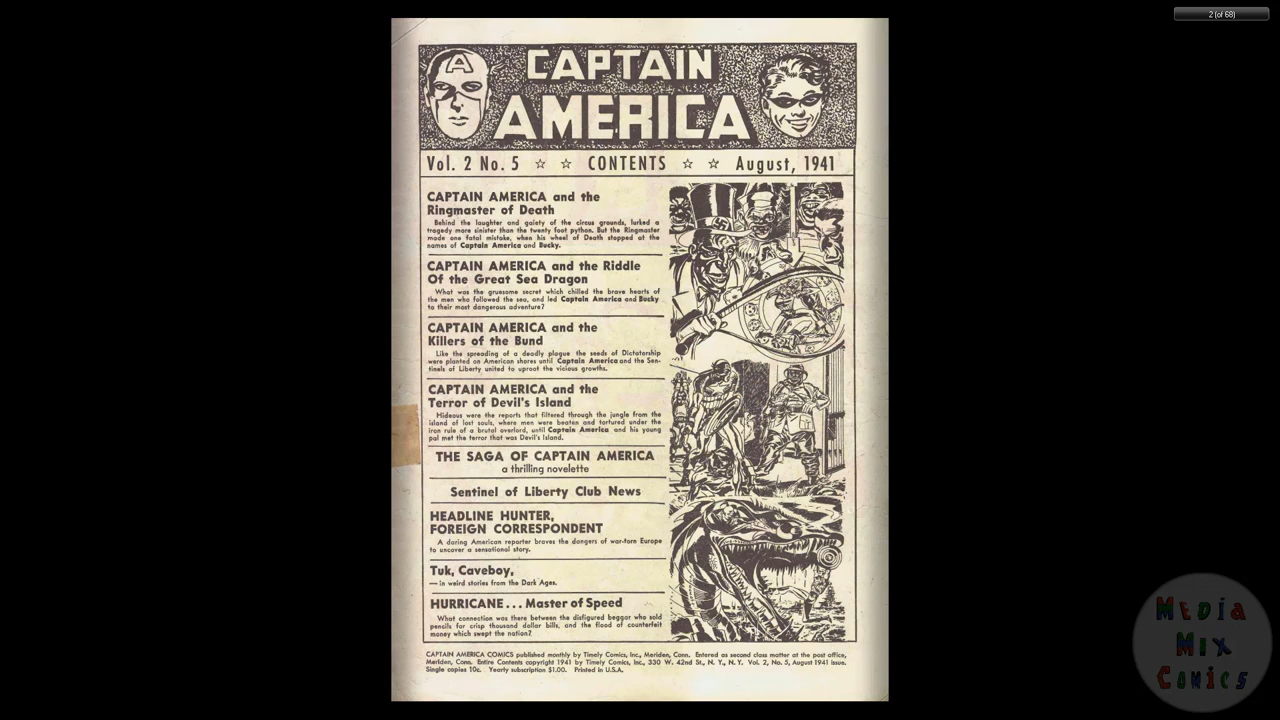 2 (of 68)
A
CAPTAIN
AMERICA
Vol. 2 No. 5 ☆ ☆ CONTENTS ☆ ☆ August, 1941
CAPTAIN AMERICA and the
Ringmaster of Death
Behind the laughter and gaiety of the circus grounds, lurked a
tragedy more sinister than the twenty foot python. But the Ringmaster
made one fatal mistake, when his wheel of Death stopped at the
names of Captain America and Bucky.
CAPTAIN AMERICA and the Riddle
Of the Great Sea Dragon
What was the gruesome secret which chilled the brave hearts of
the men who followed the sea, and led Captain America and Bucky
to their most dangerous adventure?
CAPTAIN AMERICA and the
Killers of the Bund
Like the spreading of a deadly plague the seeds of Dictatorship
were planted on American shores until Captain America and the Sen-
tinels of Liberty united to uproot the vicious growths.
CAPTAIN AMERICA and the
Terror of Devil's Island
Hideous were the reports that filtered through the jungle from the
island of lost souls, where men were beaten and tortured under the
iron rule of a brutal overlord, until Captain America and his young
pal met the terror that was Devil's Island.
THE SAGA OF CAPTAIN AMERICA
a thrilling novelette
Sentinel of Liberty Club News
HEADLINE HUNTER,
FOREIGN CORRESPONDENT
A daring American reporter braves the dangers of war-torn Europe
to uncover a sensational story.
Tuk, Caveboy,
— in weird stories from the Dark Ages.
HURRICANE... Master of Speed
What connection was there between the disfigured beggar who sold
pencils for crisp thousand dollar bills, and the flood of counterfeit
money which swept the nation?
CAPTAIN AMERICA COMICS published monthly by Timely Comics, Inc., Meriden, Conn. Entered as second class matter at the post office,
Meriden, Conn. Entire Contents copyright 1941 by Timely Comics, Inc., 330 W. 42nd St., N. Y., N. Y. Vol. 2, No. 5, August 1941 issue.
Single copies 10c. Yearly subscription $1.00. Printed in U.S.A.
MEDiA
Mix
CoMicS